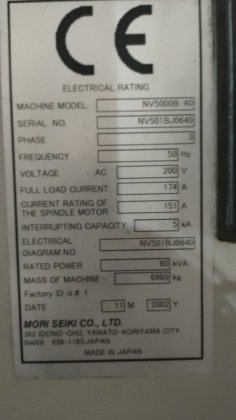 CE
ELECTRICAL RATING
MACHINE MODEL NV5000B/40
SERIAL NO. NV501BJ0640
PHASE 3
FREQUENCY 50 Hz
VOLTAGE AC 200 V
FULL LOAD CURRENT 174 A
CURRENT RATING OF
THE SPINDLE MOTOR 151 A
INTERRUPTING CAPACITY 5 kA
ELECTRICAL
DIAGRAM NO. NV501BJ0640
RATED POWER 60 kVA
MASS OF MACHINE 6960 kg
Factory ID # 1
DATE 11 M 2002 Y
MORI SEIKI CO., LTD.
362 IDONO-CHO, YAMATO-KORIYAMA CITY
NARA 639-1183 JAPAN
MADE IN JAPAN